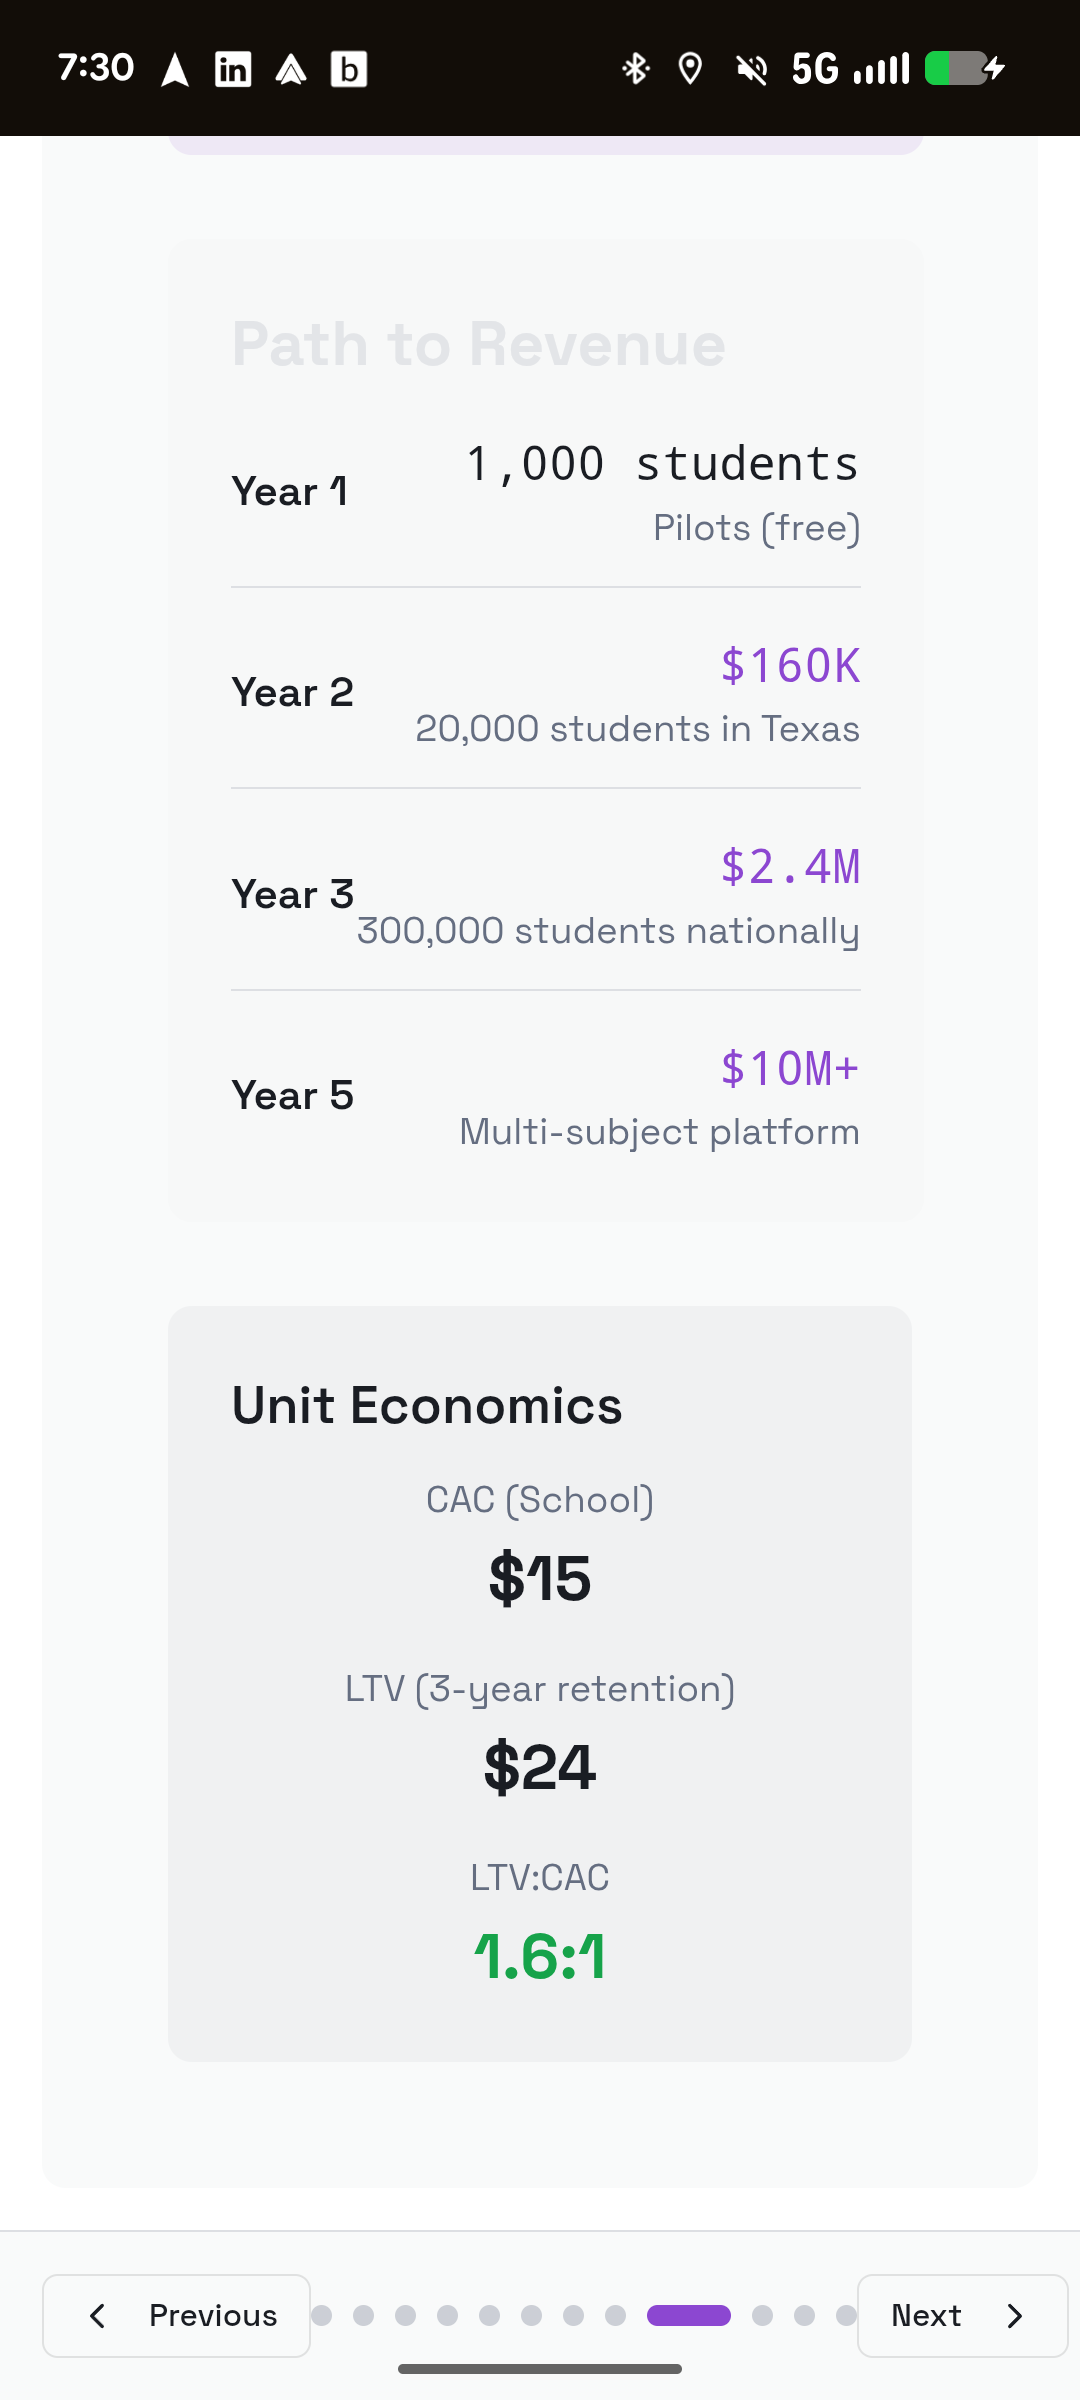 7:30
in
b
5G
Path to Revenue
Year 1
1,000 students
Pilots (free)
Year 2
$160K
20,000 students in Texas
Year 3
$2.4M
300,000 students nationally
Year 5
$10M+
Multi-subject platform
Unit Economics
CAC (School)
$15
LTV (3-year retention)
$24
LTV:CAC
1.6:1
Previous
Next